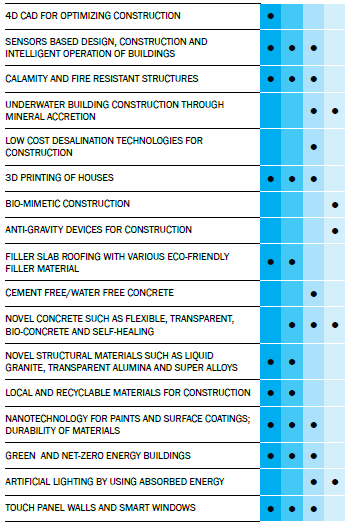 4D CAD FOR OPTIMIZING CONSTRUCTION
SENSORS BASED DESIGN, CONSTRUCTION AND
INTELLIGENT OPERATION OF BUILDINGS
CALAMITY AND FIRE RESISTANT STRUCTURES
UNDERWATER BUILDING CONSTRUCTION THROUGH
MINERAL ACCRETION
LOW COST DESALINATION TECHNOLOGIES FOR
CONSTRUCTION
3D PRINTING OF HOUSES
BIO-MIMETIC CONSTRUCTION
ANTI-GRAVITY DEVICES FOR CONSTRUCTION
FILLER SLAB ROOFING WITH VARIOUS ECO-FRIENDLY
FILLER MATERIAL
CEMENT FREE/WATER FREE CONCRETE
NOVEL CONCRETE SUCH AS FLEXIBLE, TRANSPARENT,
BIO-CONCRETE AND SELF-HEALING
NOVEL STRUCTURAL MATERIALS SUCH AS LIQUID
GRANITE, TRANSPARENT ALUMINA AND SUPER ALLOYS
LOCAL AND RECYCLABLE MATERIALS FOR CONSTRUCTION
NANOTECHNOLOGY FOR PAINTS AND SURFACE COATINGS;
DURABILITY OF MATERIALS
GREEN AND NET-ZERO ENERGY BUILDINGS
ARTIFICIAL LIGHTING BY USING ABSORBED ENERGY
TOUCH PANEL WALLS AND SMART WINDOWS